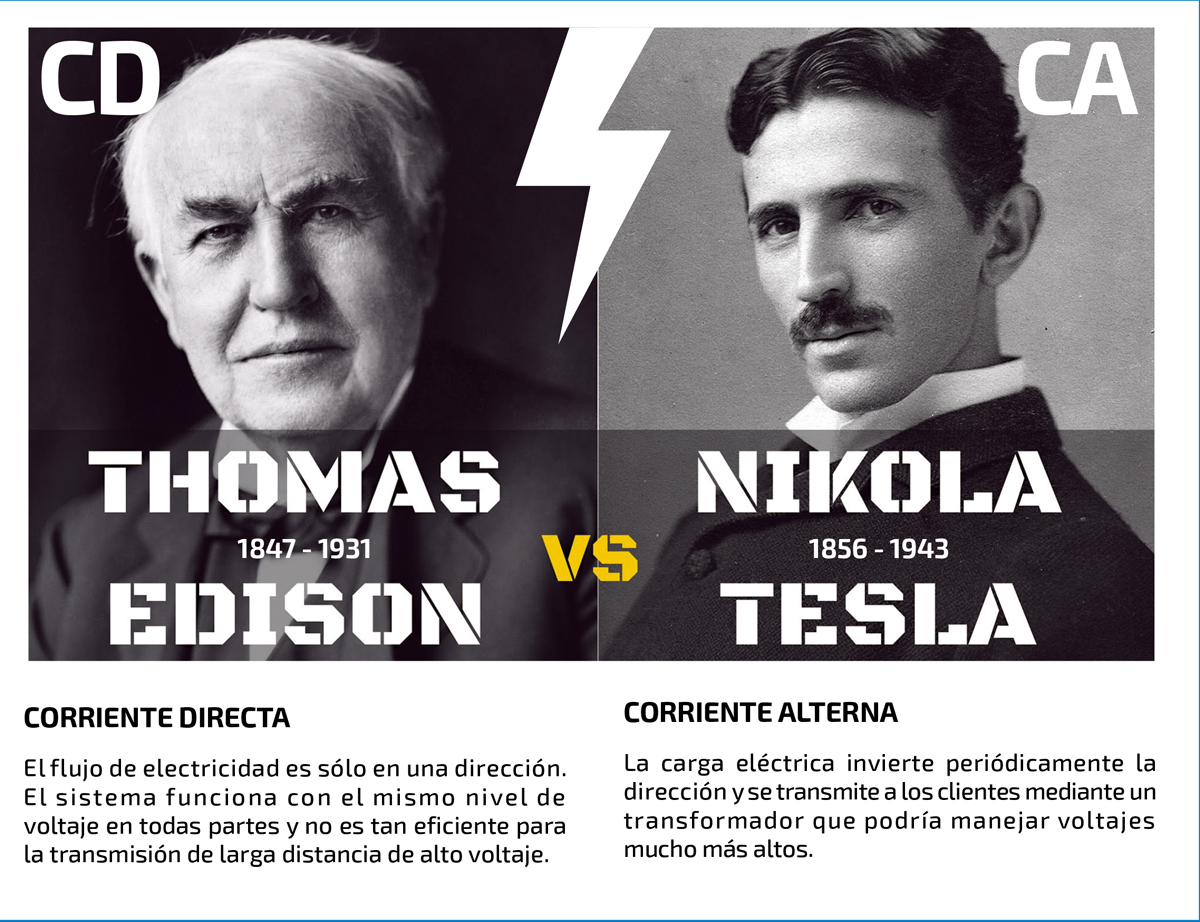 CD
CA
THOMAS
1847 - 1931
EDISON
VS
NIKOLA
1856 - 1943
TESLA
CORRIENTE DIRECTA
El flujo de electricidad es sólo en una dirección.
El sistema funciona con el mismo nivel de
voltaje en todas partes y no es tan eficiente para
la transmisión de larga distancia de alto voltaje.
CORRIENTE ALTERNA
La carga eléctrica invierte periódicamente la
dirección y se transmite a los clientes mediante un
transformador que podría manejar voltajes
mucho más altos.